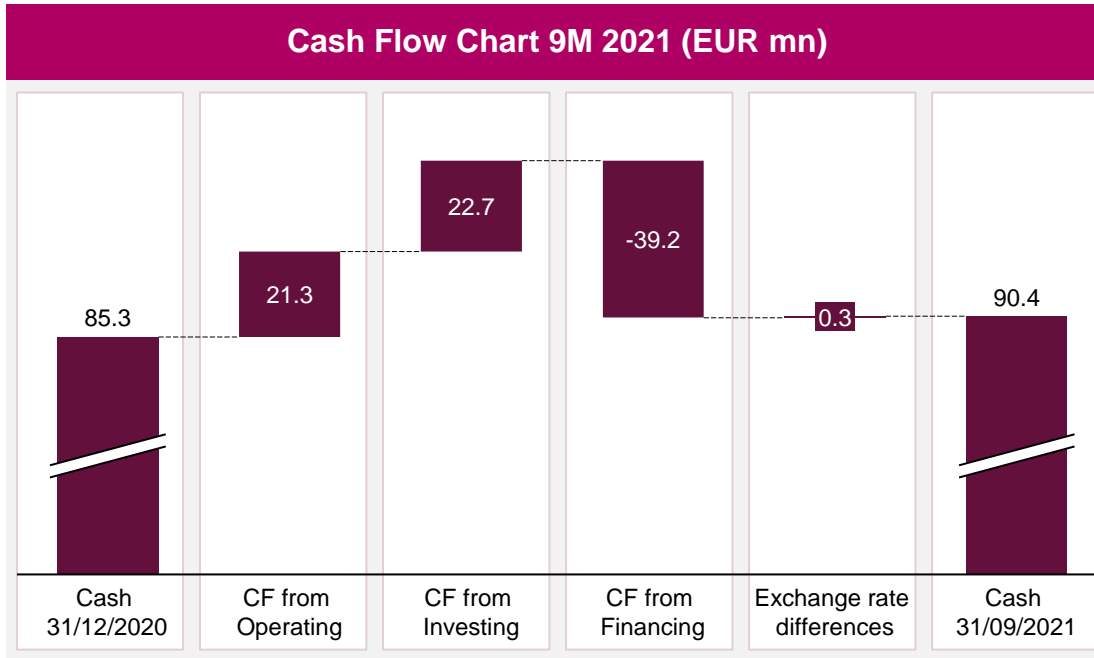 Cash Flow Chart 9M 2021 (EUR mn)
85.3
21.3
22.7
-39.2
0.3
90.4
Cash
31/12/2020
CF from
Operating
CF from
Investing
CF from
Financing
Exchange rate
differences
Cash
31/09/2021